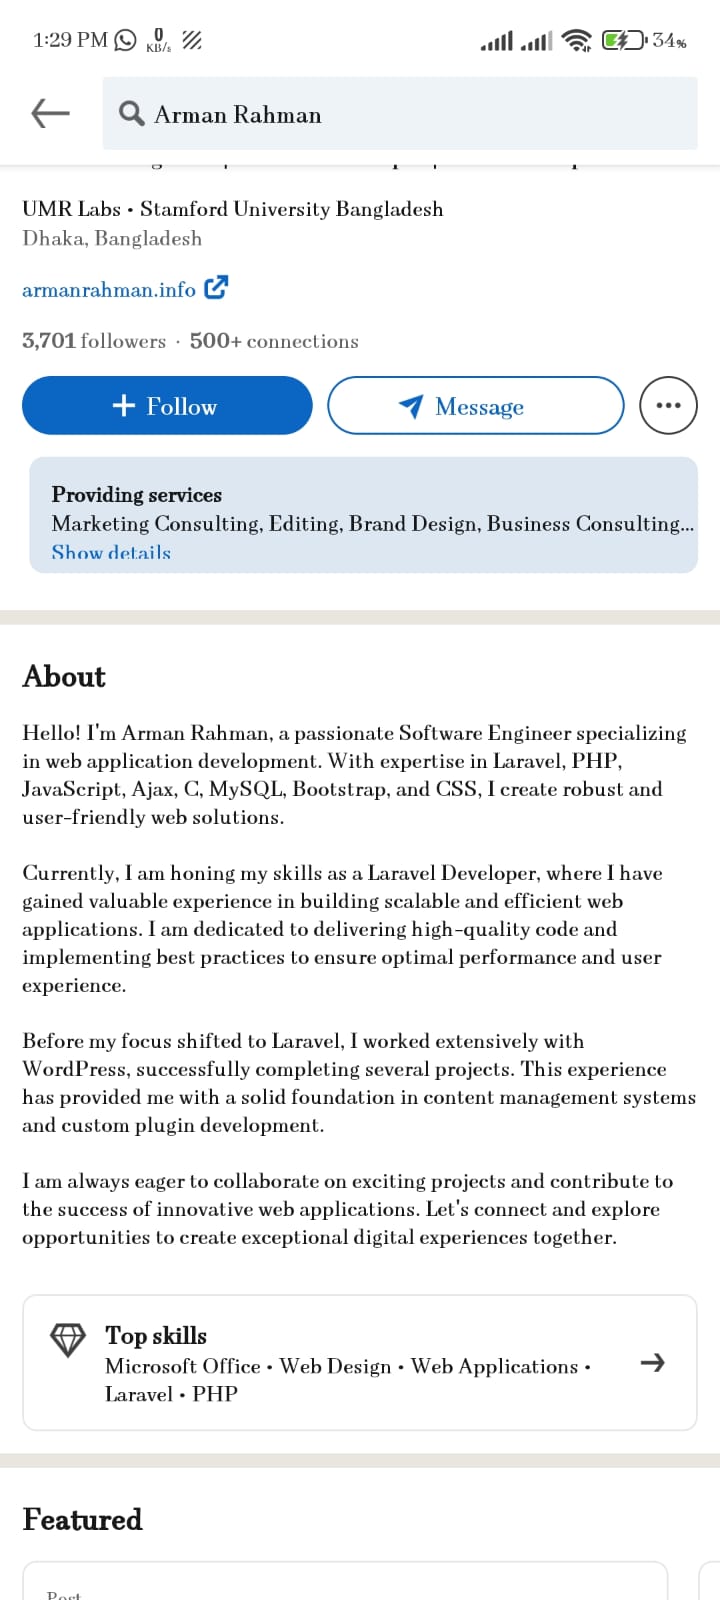 1:29 PM 0 KB/s 34%
Arman Rahman
UMR Labs • Stamford University Bangladesh
Dhaka, Bangladesh
armanrahman.info
3,701 followers · 500+ connections
+ Follow Message
Providing services
Marketing Consulting, Editing, Brand Design, Business Consulting...
Show details
About
Hello! I'm Arman Rahman, a passionate Software Engineer specializing
in web application development. With expertise in Laravel, PHP,
JavaScript, Ajax, C, MySQL, Bootstrap, and CSS, I create robust and
user-friendly web solutions.
Currently, I am honing my skills as a Laravel Developer, where I have
gained valuable experience in building scalable and efficient web
applications. I am dedicated to delivering high-quality code and
implementing best practices to ensure optimal performance and user
experience.
Before my focus shifted to Laravel, I worked extensively with
WordPress, successfully completing several projects. This experience
has provided me with a solid foundation in content management systems
and custom plugin development.
I am always eager to collaborate on exciting projects and contribute to
the success of innovative web applications. Let's connect and explore
opportunities to create exceptional digital experiences together.
Top skills
Microsoft Office • Web Design • Web Applications •
Laravel • PHP
Featured
Post